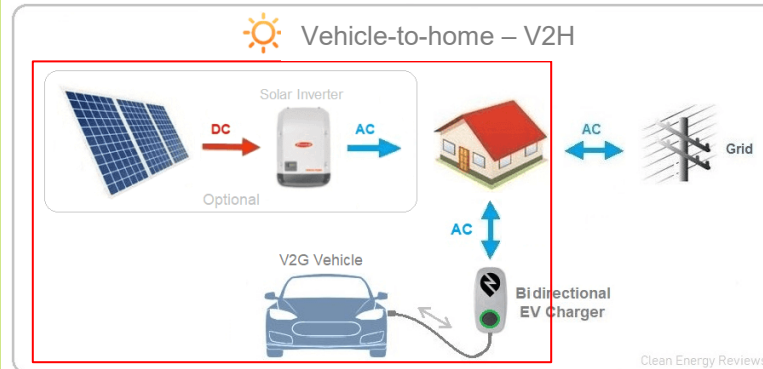 Vehicle-to-home – V2H
Solar Inverter
DC
AC
AC
Grid
Optional
AC
V2G Vehicle
Bidirectional
EV Charger
Clean Energy Reviews